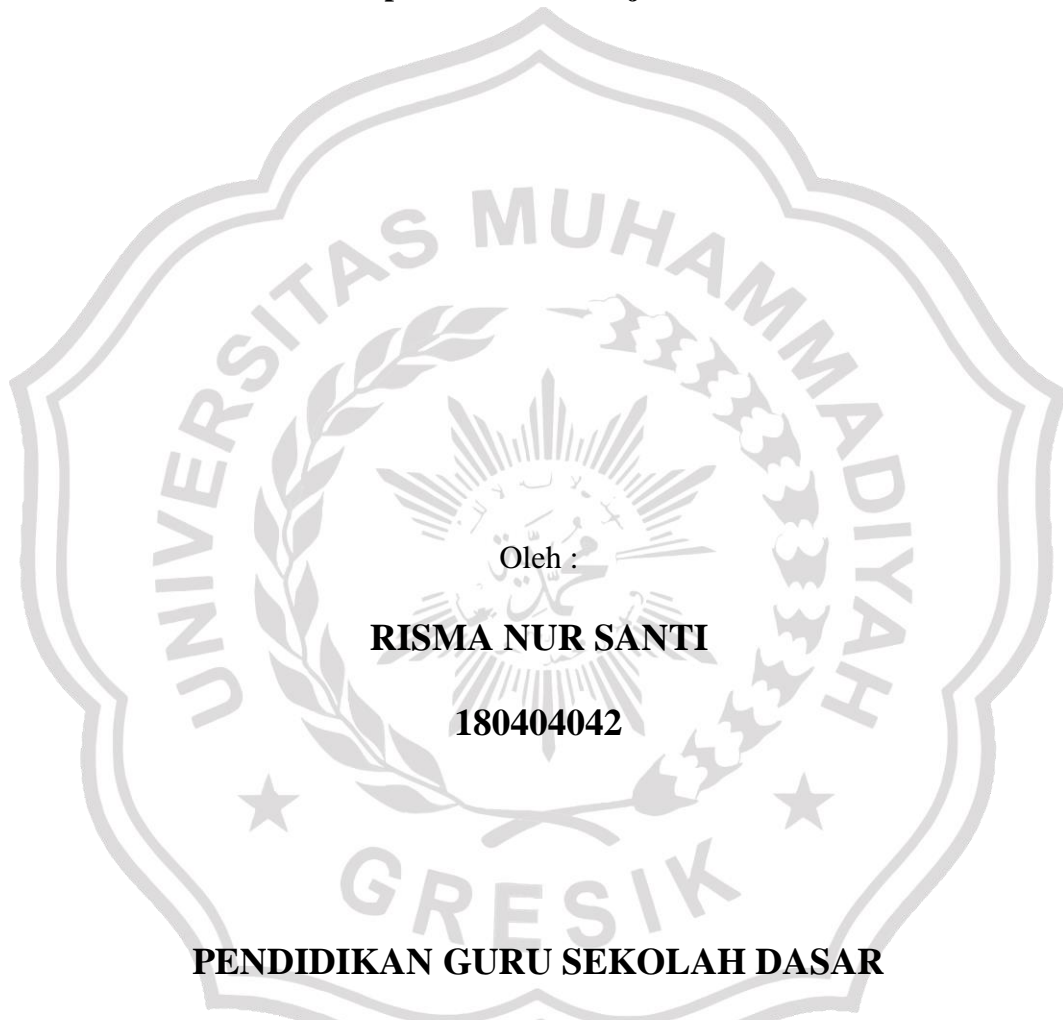 UNIVERSITAS MUHAMMADIYAH
Oleh :
RISMA NUR SANTI
180404042
GRESIK
PENDIDIKAN GURU SEKOLAH DASAR